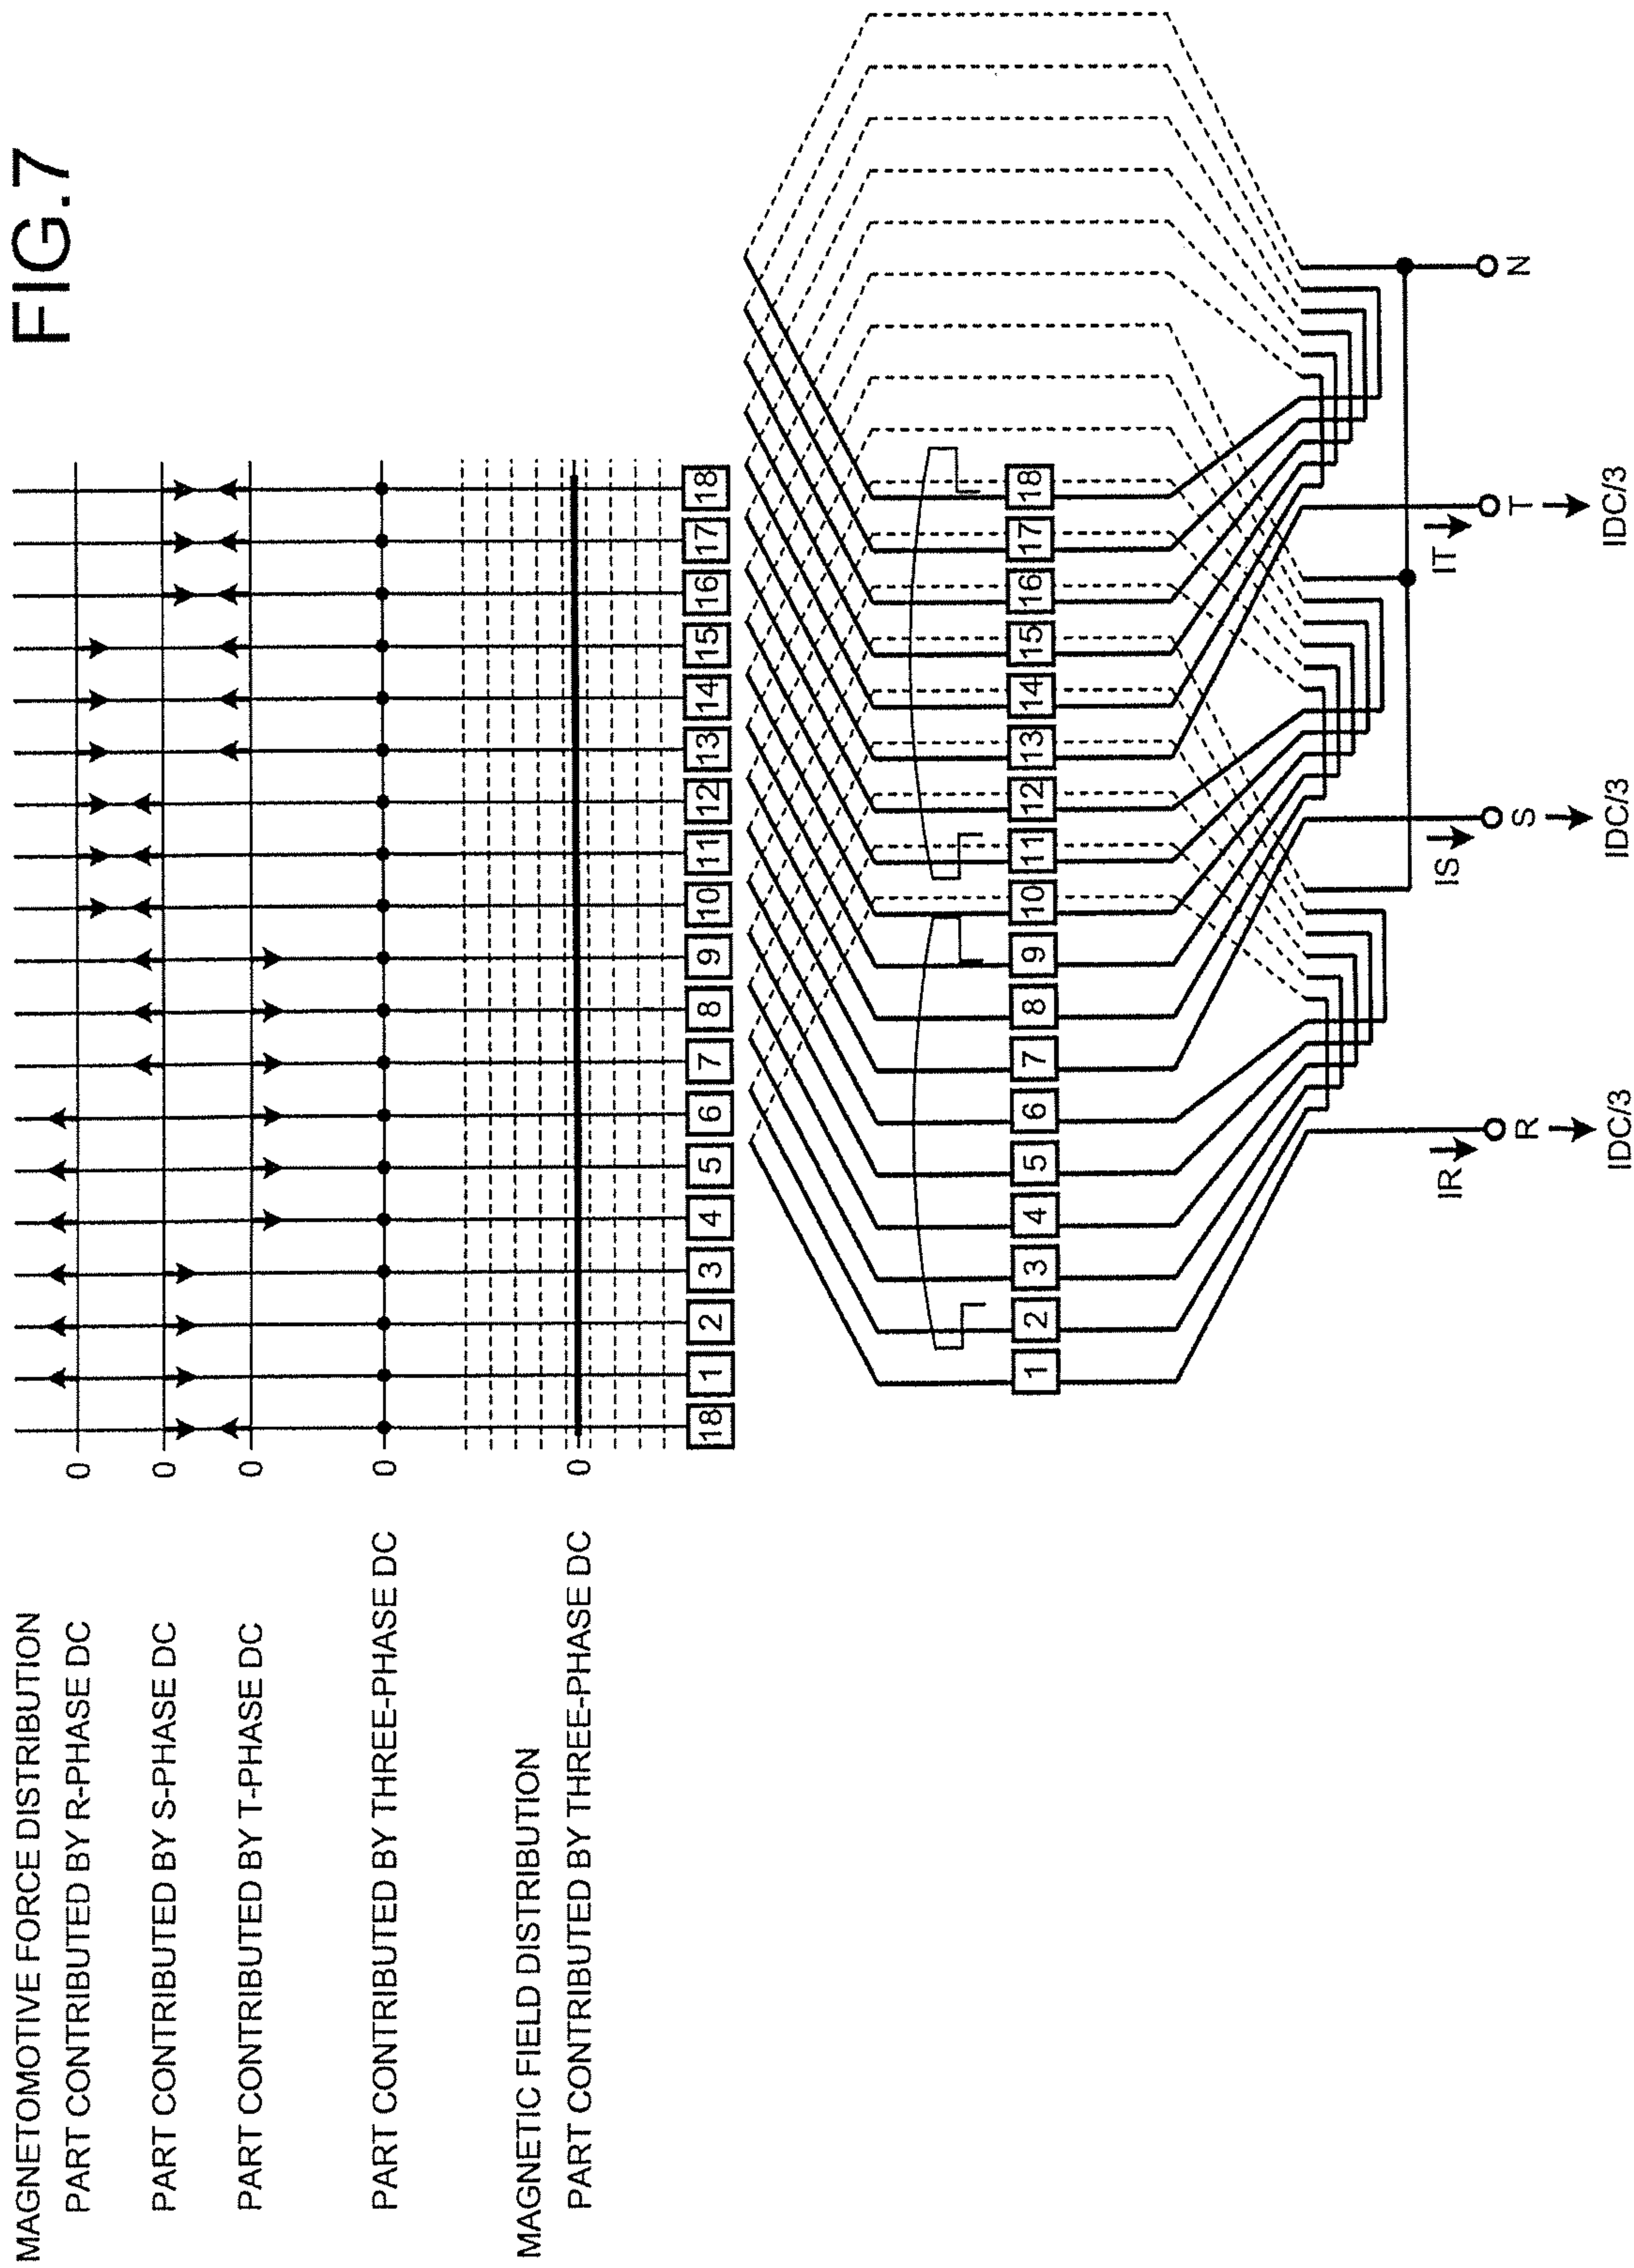 FIG.7
MAGNETOMOTIVE FORCE DISTRIBUTION
PART CONTRIBUTED BY R-PHASE DC 0
PART CONTRIBUTED BY S-PHASE DC 0
PART CONTRIBUTED BY T-PHASE DC 0
PART CONTRIBUTED BY THREE-PHASE DC 0
MAGNETIC FIELD DISTRIBUTION
PART CONTRIBUTED BY THREE-PHASE DC 0
18 1 2 3 4 5 6 7 8 9 10 11 12 13 14 15 16 17 18
1 2 3 4 5 6 7 8 9 10 11 12 13 14 15 16 17 18
IR IS IT
R S T N
IDC/3 IDC/3 IDC/3